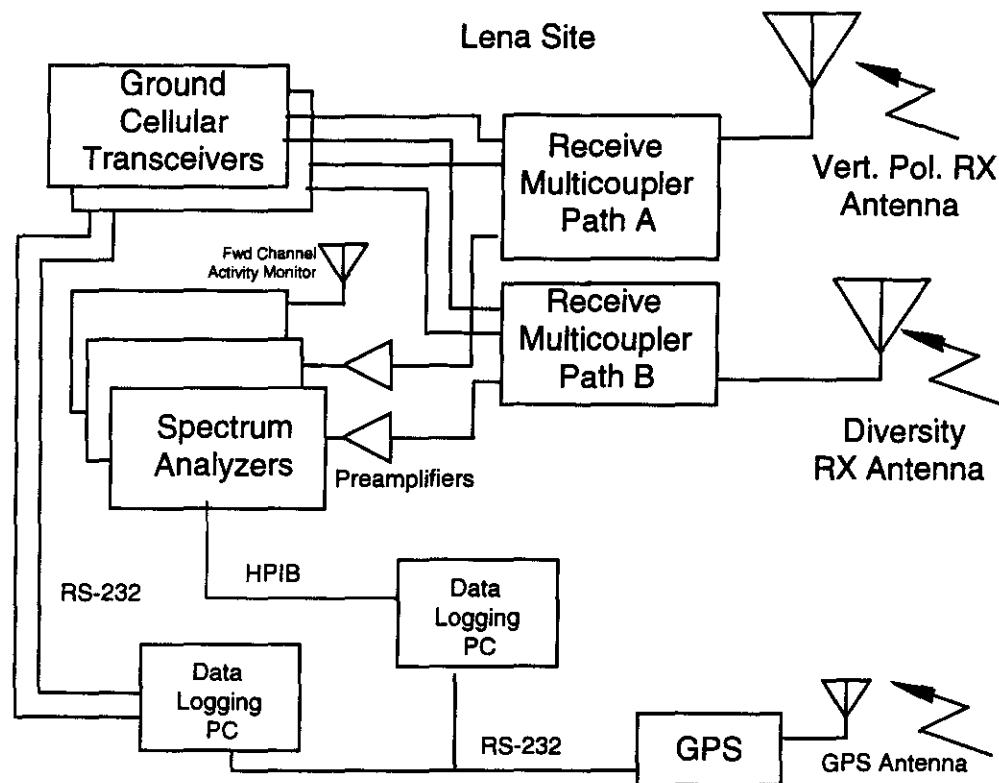 Lena Site
Ground
Cellular
Transceivers
Receive
Multicoupler
Path A
Vert. Pol. RX
Antenna
Fwd Channel
Activity Monitor
Receive
Multicoupler
Path B
Spectrum
Analyzers
Preamplifiers
Diversity
RX Antenna
RS-232
HPIB
Data
Logging
PC
Data
Logging
PC
RS-232
GPS
GPS Antenna